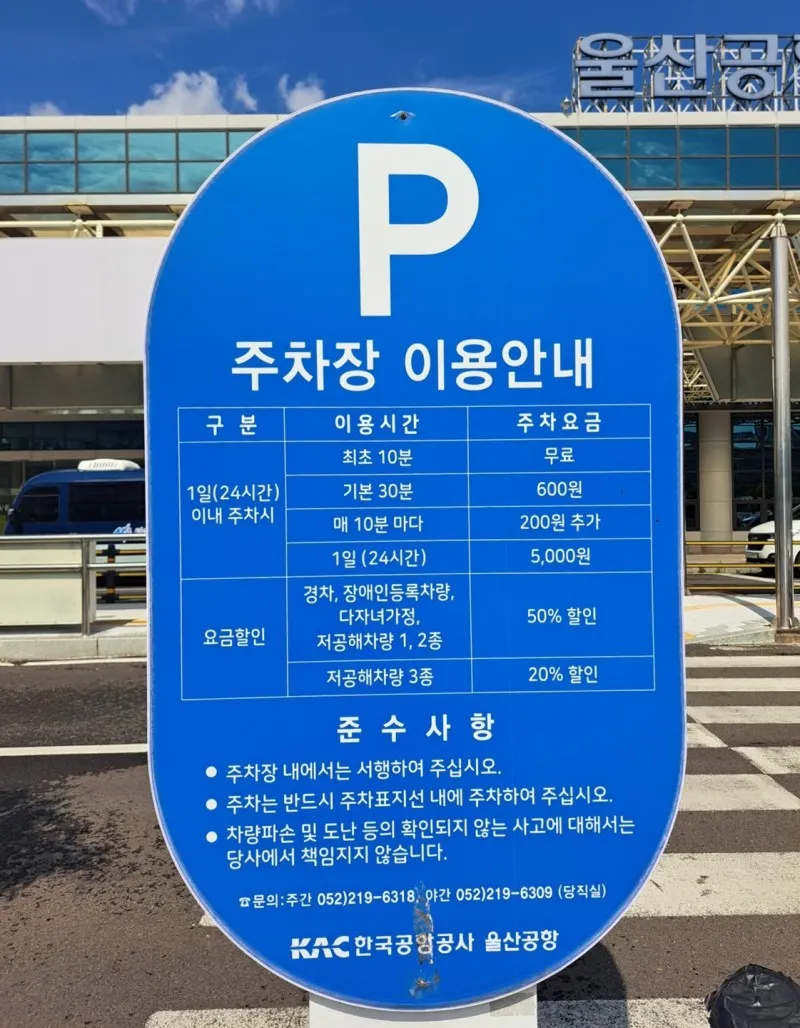 울산공
P
주차장 이용안내
구 분 이용시간 주차요금
1일(24시간) 이내 주차시
최초 10분 무료
기본 30분 600원
매 10분 마다 200원 추가
1일 (24시간) 5,000원
요금할인
경차, 장애인등록차량,
다자녀가정,
저공해차량 1, 2종
50% 할인
저공해차량 3종 20% 할인
준 수 사 항
● 주차장 내에서는 서행하여 주십시오.
● 주차는 반드시 주차표지선 내에 주차하여 주십시오.
● 차량파손 및 도난 등의 확인되지 않는 사고에 대해서는
당사에서 책임지지 않습니다.
☎문의:주간 052)219-6318, 야간 052)219-6309 (당직실)
KAC 한국공항공사 울산공항